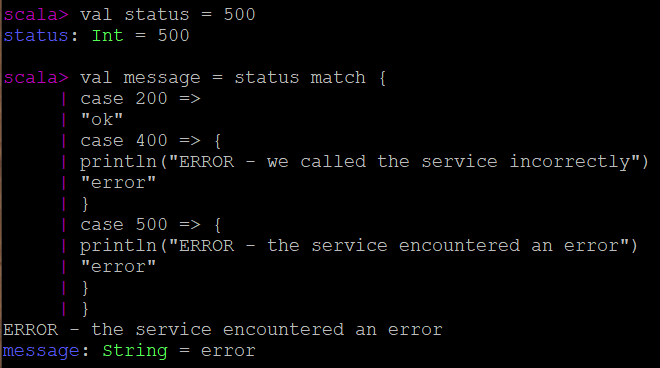 scala> val status = 500
status: Int = 500
scala> val message = status match {
| case 200 =>
| "ok"
| case 400 => {
| println("ERROR - we called the service incorrectly")
| "error"
| }
| case 500 => {
| println("ERROR - the service encountered an error")
| "error"
| }
| }
ERROR - the service encountered an error
message: String = error